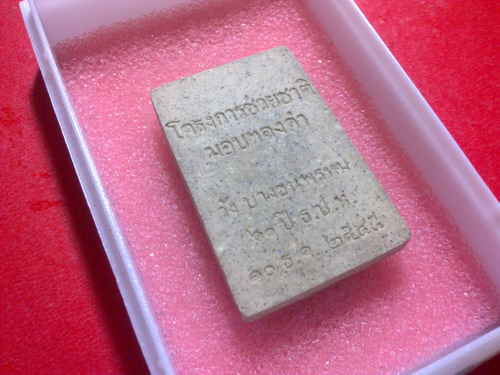 โครงการช่วยชาติ
มอบทองคำ
วัง บางขุนพรหม
๖๐ ปี ธ.ป.ท.
๑๐ ธ.ค. ๒๕๔๕